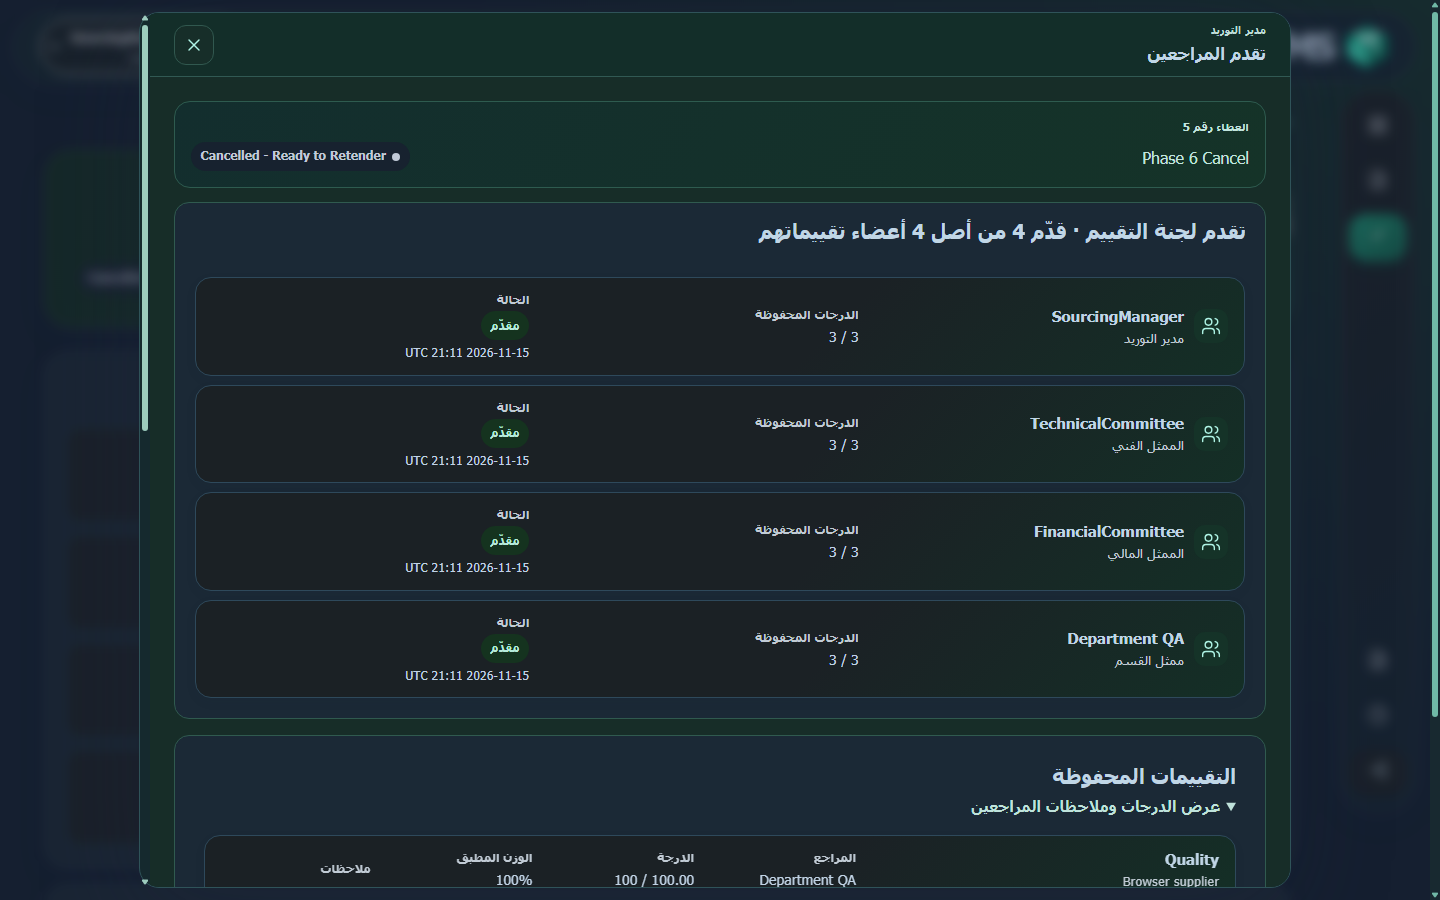 مدير التوريد
تقدم المراجعين
العطاء رقم 5
Phase 6 Cancel
Cancelled - Ready to Retender
تقدم لجنة التقييم · قدّم 4 من أصل 4 أعضاء تقييماتهم
SourcingManager
مدير التوريد
الدرجات المحفوظة
3 / 3
الحالة
مقدّم
2026-11-15 21:11 UTC
TechnicalCommittee
الممثل الفني
الدرجات المحفوظة
3 / 3
الحالة
مقدّم
2026-11-15 21:11 UTC
FinancialCommittee
الممثل المالي
الدرجات المحفوظة
3 / 3
الحالة
مقدّم
2026-11-15 21:11 UTC
Department QA
ممثل القسم
الدرجات المحفوظة
3 / 3
الحالة
مقدّم
2026-11-15 21:11 UTC
التقييمات المحفوظة
▼ عرض الدرجات وملاحظات المراجعين
Quality
Browser supplier
المراجع
Department QA
الدرجة
100 / 100.00
الوزن المطبق
100%
ملاحظات